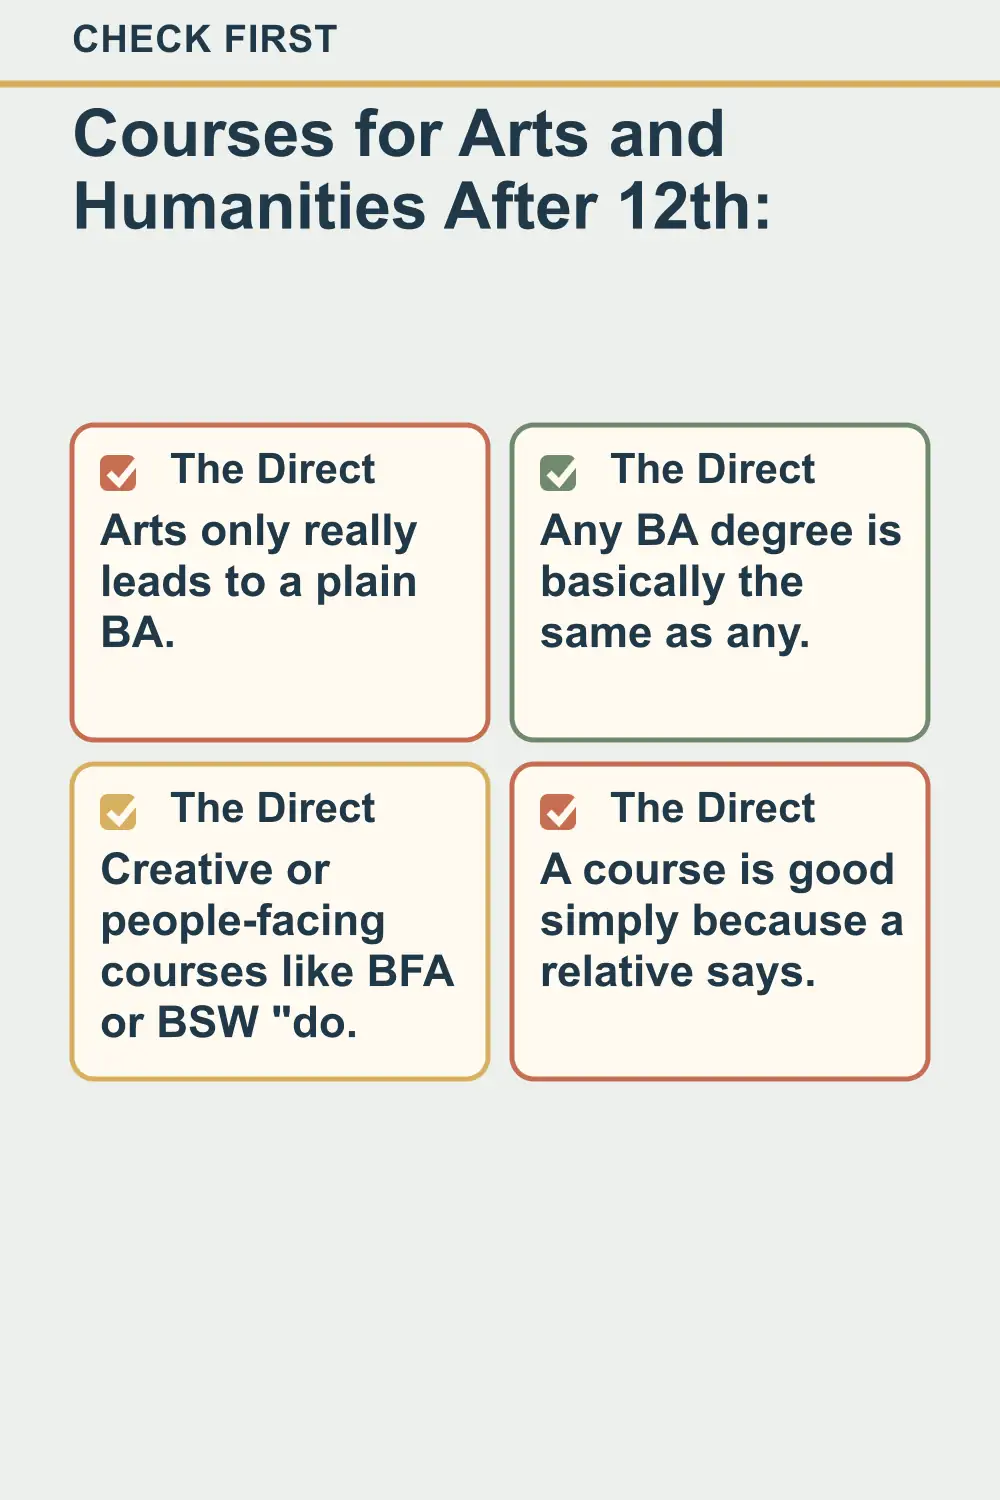 CHECK FIRST
Courses for Arts and
Humanities After 12th:
The Direct
Arts only really
leads to a plain
BA.
The Direct
Any BA degree is
basically the
same as any.
The Direct
Creative or
people-facing
courses like BFA
or BSW "do.
The Direct
A course is good
simply because a
relative says.